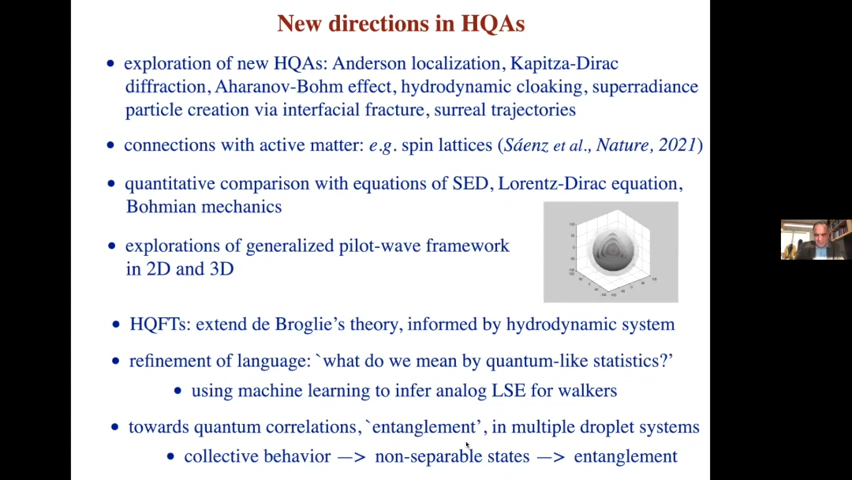 New directions in HQAs
• exploration of new HQAs: Anderson localization, Kapitza-Dirac
diffraction, Aharanov-Bohm effect, hydrodynamic cloaking, superradiance
particle creation via interfacial fracture, surreal trajectories
• connections with active matter: e.g. spin lattices (Sáenz et al., Nature, 2021)
• quantitative comparison with equations of SED, Lorentz-Dirac equation,
Bohmian mechanics
• explorations of generalized pilot-wave framework
in 2D and 3D
• HQFTs: extend de Broglie's theory, informed by hydrodynamic system
• refinement of language: `what do we mean by quantum-like statistics?'
• using machine learning to infer analog LSE for walkers
• towards quantum correlations, `entanglement', in multiple droplet systems
• collective behavior —> non-separable states —> entanglement